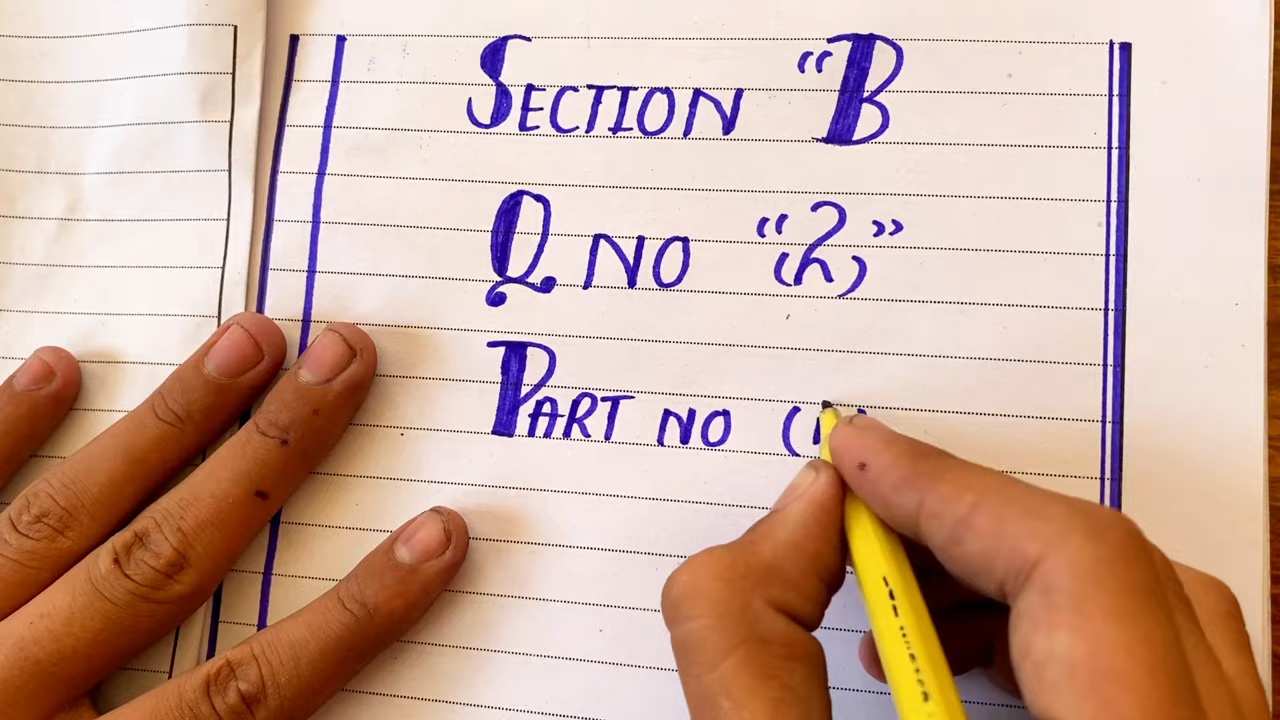 SECTION "B
Q NO "2"
PART NO (